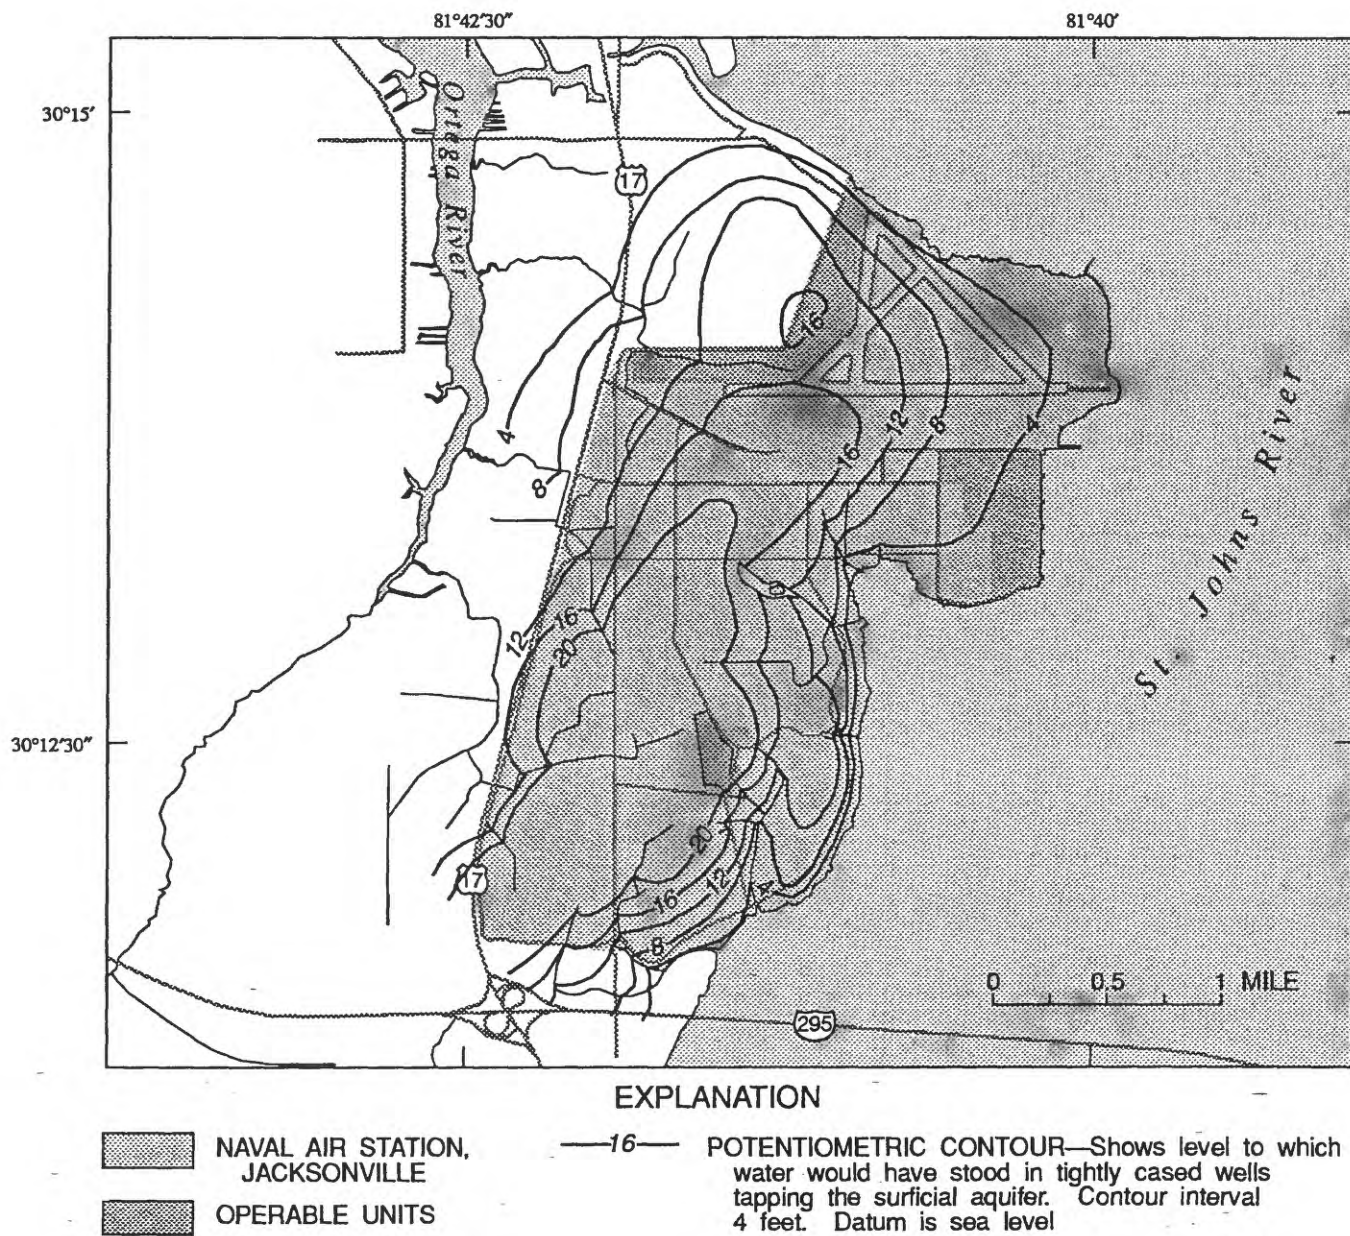 81°42'30" 81°40'
30°15'
Ortega River
17
16
12
8
4
4
8
16
St. Johns River
12
16
20
30°12'30"
20
17
16
12
4
8
0 0.5 1 MILE
295
EXPLANATION
NAVAL AIR STATION, JACKSONVILLE
OPERABLE UNITS
—16— POTENTIOMETRIC CONTOUR—Shows level to which
water would have stood in tightly cased wells
tapping the surficial aquifer. Contour interval
4 feet. Datum is sea level